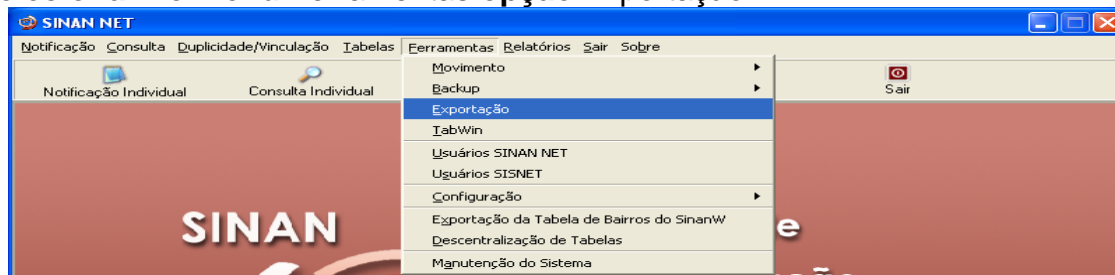 SINAN NET
Notificação Consulta Duplicidade/Vinculação Tabelas Ferramentas Relatórios Sair Sobre
Notificação Individual Consulta Individual Sair
Movimento
Backup
Exportação
TabWin
Usuários SINAN NET
Usuários SISNET
Configuração
Exportação da Tabela de Bairros do SinanW
Descentralização de Tabelas
Manutenção do Sistema
SINAN